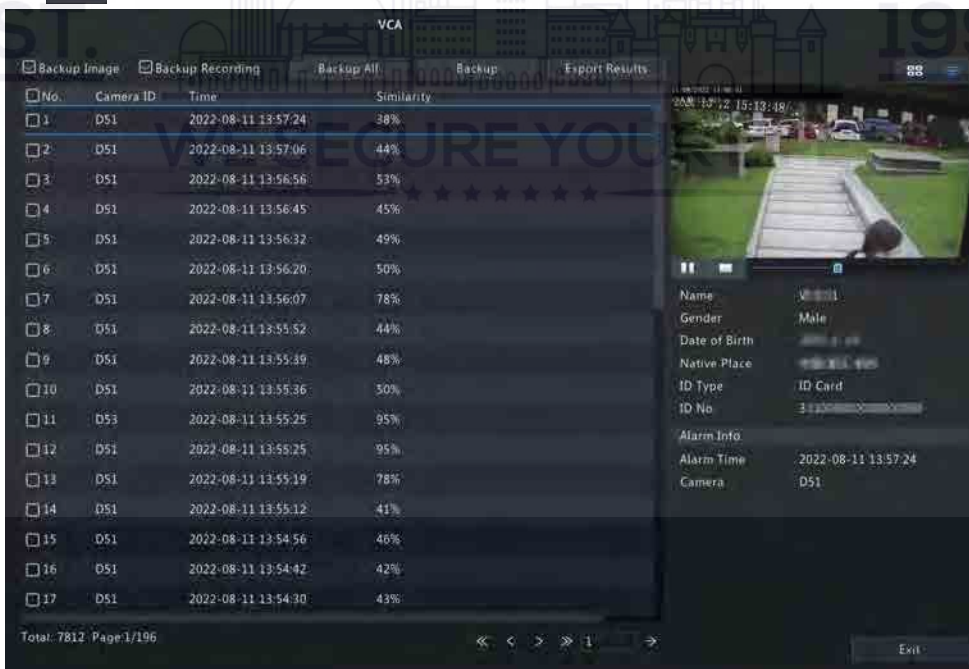 VCA
Backup Image Backup Recording Backup All Backup Export Results
No. Camera ID Time Similarity
1 D51 2022-08-11 13:57:24 38%
2 D51 2022-08-11 13:57:06 44%
3 D51 2022-08-11 13:56:56 53%
4 D51 2022-08-11 13:56:45 45%
5 D51 2022-08-11 13:56:32 49%
6 D51 2022-08-11 13:56:20 50%
7 D51 2022-08-11 13:56:07 78%
8 D51 2022-08-11 13:55:52 44%
9 D51 2022-08-11 13:55:39 48%
10 D51 2022-08-11 13:55:36 50%
11 D53 2022-08-11 13:55:25 95%
12 D51 2022-08-11 13:55:25 95%
13 D51 2022-08-11 13:55:19 78%
14 D51 2022-08-11 13:55:12 41%
15 D51 2022-08-11 13:54:56 46%
16 D51 2022-08-11 13:54:42 42%
17 D51 2022-08-11 13:54:30 43%
Total: 7812 Page:1/196
1
15:13:48
Name
Gender Male
Date of Birth
Native Place
ID Type ID Card
ID No.
Alarm Info
Alarm Time 2022-08-11 13:57:24
Camera D51
Exit
ST.
WE SECURE YOU